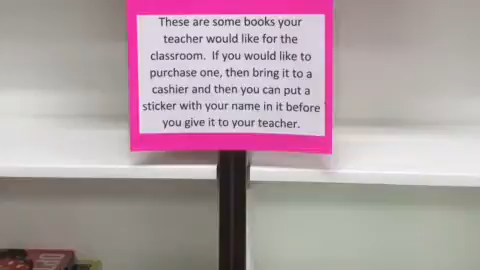 These are some books your
teacher would like for the
classroom. If you would like to
purchase one, then bring it to a
cashier and then you can put a
sticker with your name in it before
you give it to your teacher.